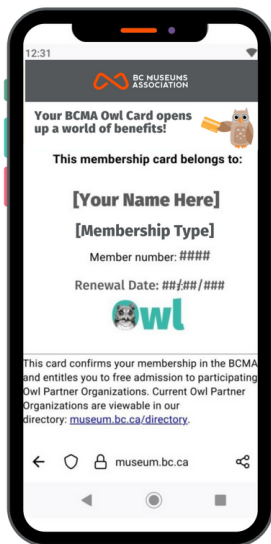 12:31
BC MUSEUMS
ASSOCIATION
Your BCMA Owl Card opens
up a world of benefits!
This membership card belongs to:
[Your Name Here]
[Membership Type]
Member number: ####
Renewal Date: ##/##/###
Owl
This card confirms your membership in the BCMA
and entitles you to free admission to participating
Owl Partner Organizations. Current Owl Partner
Organizations are viewable in our
directory: museum.bc.ca/directory.
museum.bc.ca